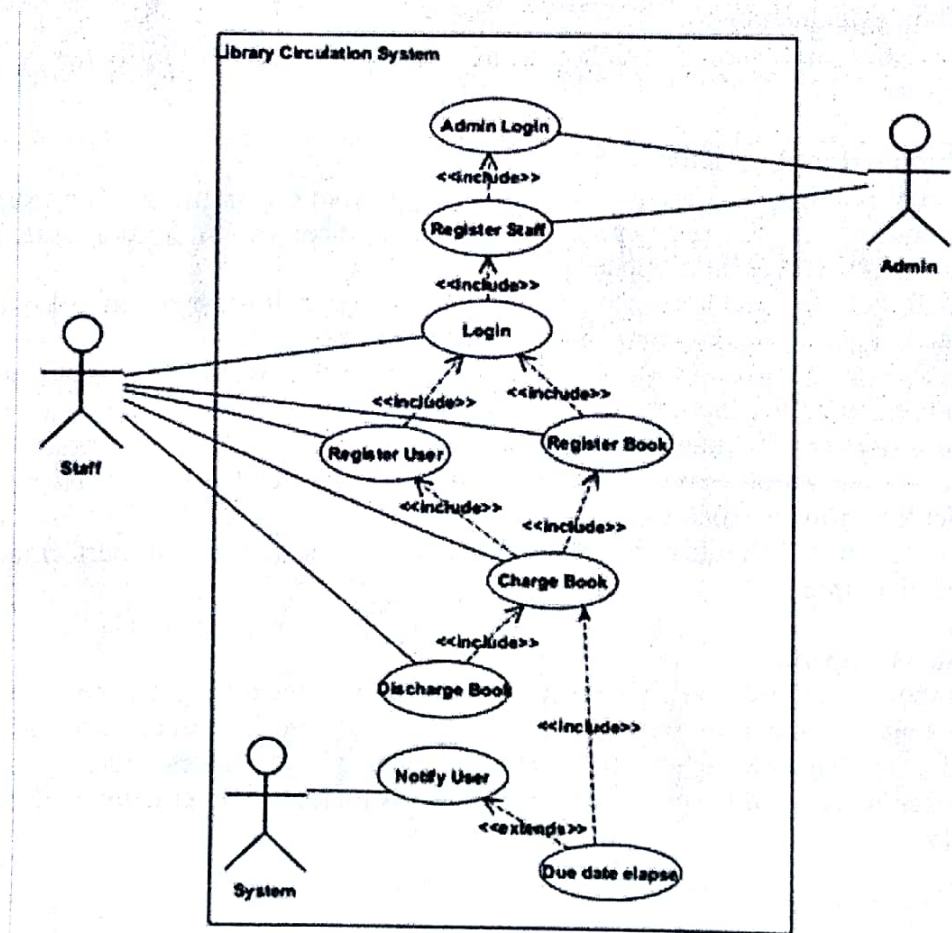 Library Circulation System
Admin Login
<<include>>
Register Staff
Admin
<<include>>
Login
<<include>>
<<include>>
Register User
Register Book
Staff
<<include>>
<<include>>
Charge Book
<<include>>
Discharge Book
<<include>>
Notify User
<<extends>>
Due date elapse
System